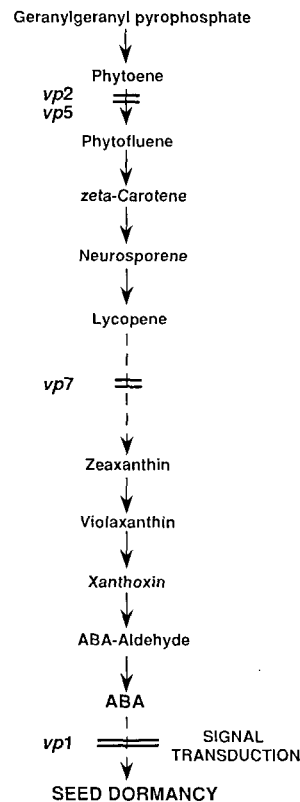 Geranylgeranyl pyrophosphate
Phytoene
vp2
vp5
Phytofluene
zeta-Carotene
Neurosporene
Lycopene
vp7
Zeaxanthin
Violaxanthin
Xanthoxin
ABA-Aldehyde
ABA
vp1
SIGNAL
TRANSDUCTION
SEED DORMANCY